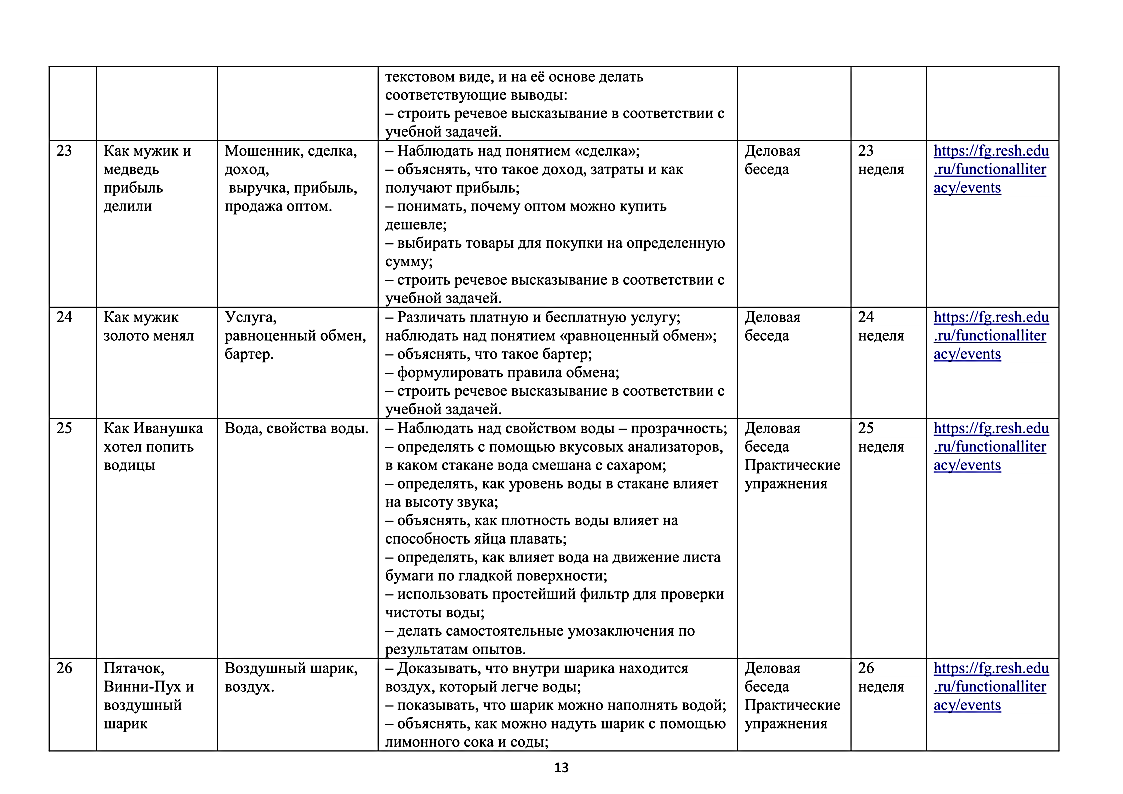 текстовом виде, и на её основе делать
соответствующие выводы:
– строить речевое высказывание в соответствии с
учебной задачей.
23
Как мужик и
медведь
прибыль
делили
Мошенник, сделка,
доход,
выручка, прибыль,
продажа оптом.
– Наблюдать над понятием «сделка»;
– объяснять, что такое доход, затраты и как
получают прибыль;
– понимать, почему оптом можно купить
дешевле;
– выбирать товары для покупки на определенную
сумму;
– строить речевое высказывание в соответствии с
учебной задачей.
Деловая
беседа
23
неделя
https://fg.resh.edu
.ru/functionalliter
acy/events
24
Как мужик
золото менял
Услуга,
равноценный обмен,
бартер.
– Различать платную и бесплатную услугу;
наблюдать над понятием «равноценный обмен»;
– объяснять, что такое бартер;
– формулировать правила обмена;
– строить речевое высказывание в соответствии с
учебной задачей.
Деловая
беседа
24
неделя
https://fg.resh.edu
.ru/functionalliter
acy/events
25
Как Иванушка
хотел попить
водицы
Вода, свойства воды.
– Наблюдать над свойством воды – прозрачность;
– определять с помощью вкусовых анализаторов,
в каком стакане вода смешана с сахаром;
– определять, как уровень воды в стакане влияет
на высоту звука;
– объяснять, как плотность воды влияет на
способность яйца плавать;
– определять, как влияет вода на движение листа
бумаги по гладкой поверхности;
– использовать простейший фильтр для проверки
чистоты воды;
– делать самостоятельные умозаключения по
результатам опытов.
Деловая
беседа
Практические
упражнения
25
неделя
https://fg.resh.edu
.ru/functionalliter
acy/events
26
Пятачок,
Винни-Пух и
воздушный
шарик
Воздушный шарик,
воздух.
– Доказывать, что внутри шарика находится
воздух, который легче воды;
– показывать, что шарик можно наполнять водой;
– объяснять, как можно надуть шарик с помощью
лимонного сока и соды;
Деловая
беседа
Практические
упражнения
26
неделя
https://fg.resh.edu
.ru/functionalliter
acy/events
13